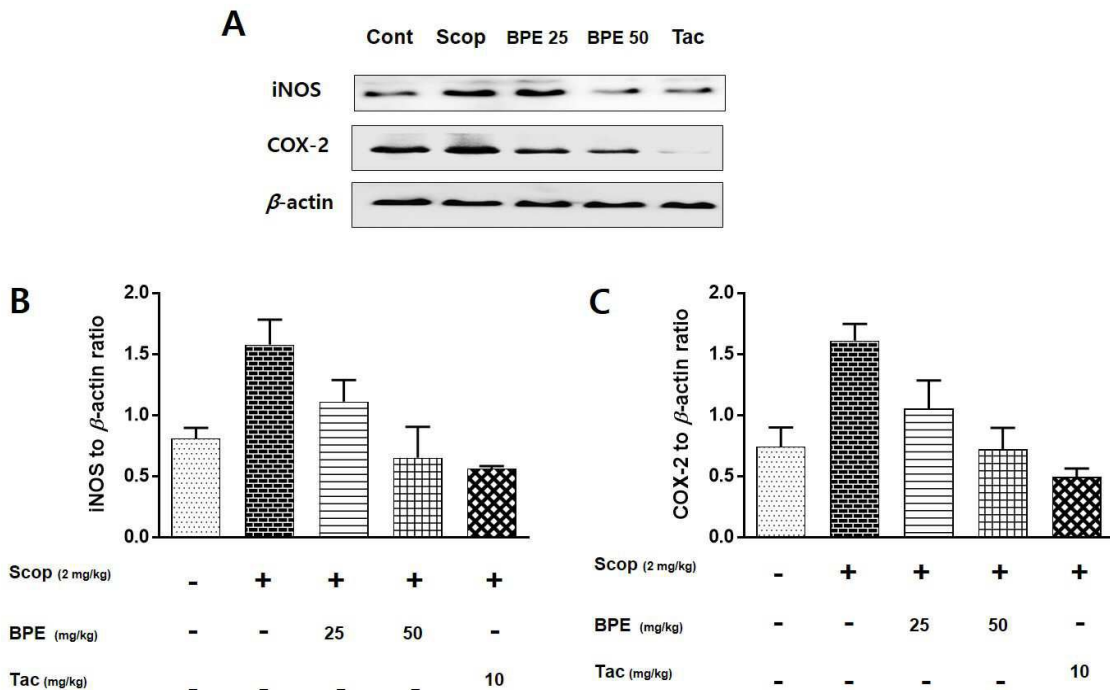 A
Cont Scop BPE 25 BPE 50 Tac
iNOS
COX-2
β-actin
B
iNOS to β-actin ratio
2.0
1.5
1.0
0.5
0.0
Scop (2 mg/kg) - + + + +
BPE (mg/kg) - - 25 50 -
Tac (mg/kg) - - - - 10
C
COX-2 to β-actin ratio
2.0
1.5
1.0
0.5
0.0
Scop (2 mg/kg) - + + + +
BPE (mg/kg) - - 25 50 -
Tac (mg/kg) - - - - 10